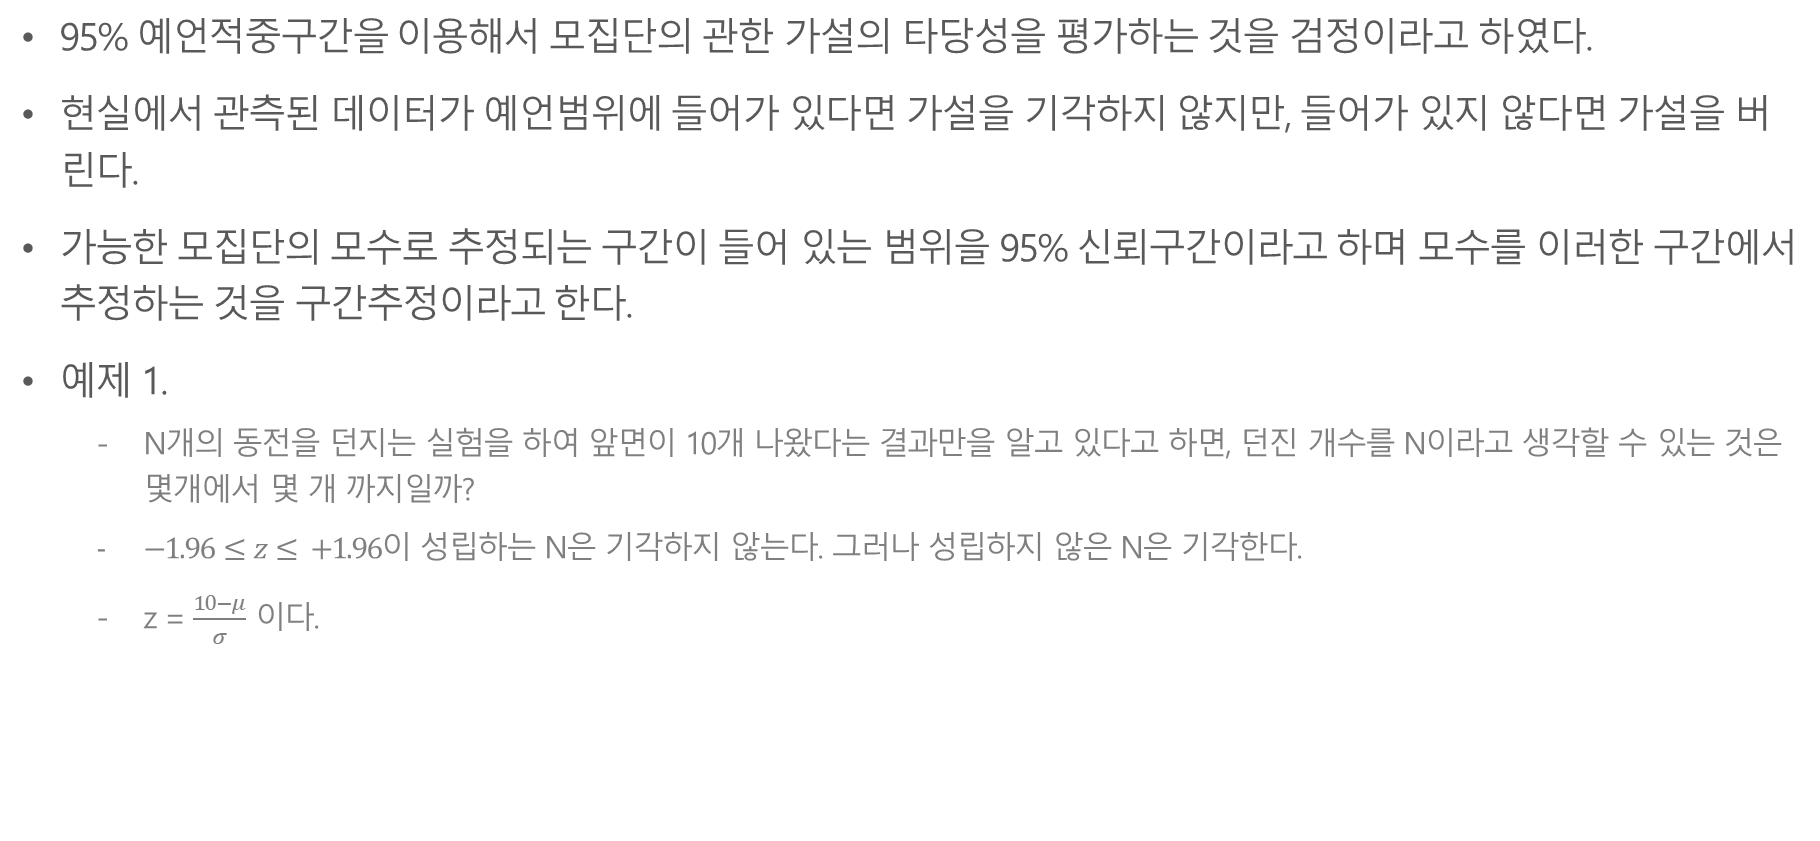 • 95% 예언적중구간을 이용해서 모집단의 관한 가설의 타당성을 평가하는 것을 검정이라고 하였다.
• 현실에서 관측된 데이터가 예언범위에 들어가 있다면 가설을 기각하지 않지만, 들어가 있지 않다면 가설을 버
린다.
• 가능한 모집단의 모수로 추정되는 구간이 들어 있는 범위을 95% 신뢰구간이라고 하며 모수를 이러한 구간에서
추정하는 것을 구간추정이라고 한다.
• 예제 1.
- N개의 동전을 던지는 실험을 하여 앞면이 10개 나왔다는 결과만을 알고 있다고 하면, 던진 개수를 N이라고 생각할 수 있는 것은
몇개에서 몇 개 까지일까?
- −1.96 ≤ z ≤ +1.96이 성립하는 N은 기각하지 않는다. 그러나 성립하지 않은 N은 기각한다.
- z = \frac{10−μ}{σ} 이다.